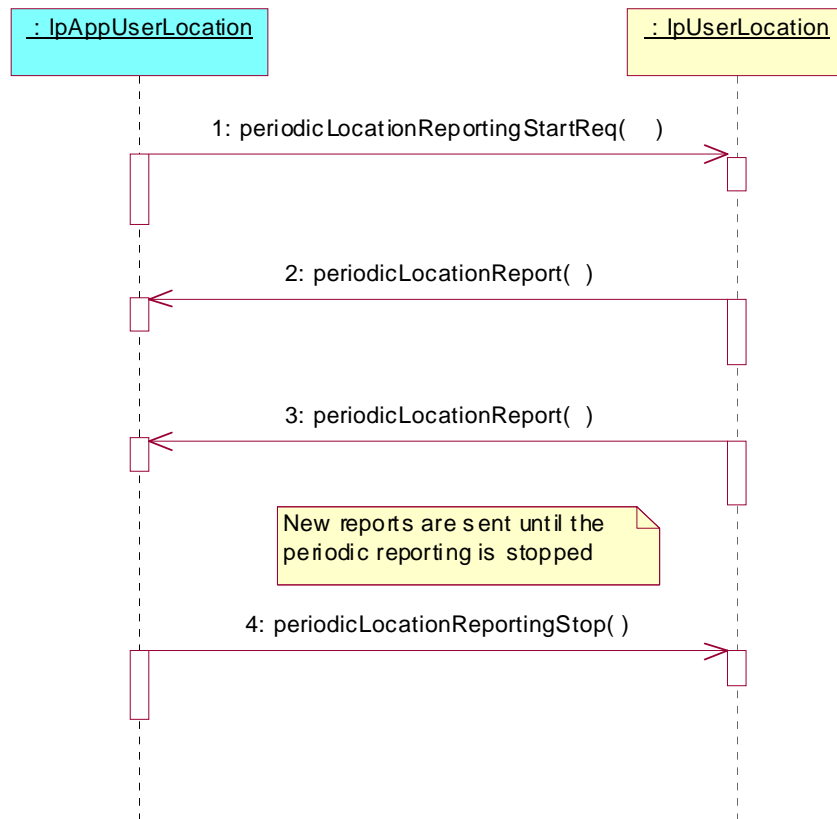 : IpAppUserLocation
: IpUserLocation
1: periodicLocationReportingStartReq( )
2: periodicLocationReport( )
3: periodicLocationReport( )
New reports are sent until the
periodic reporting is stopped
4: periodicLocationReportingStop( )